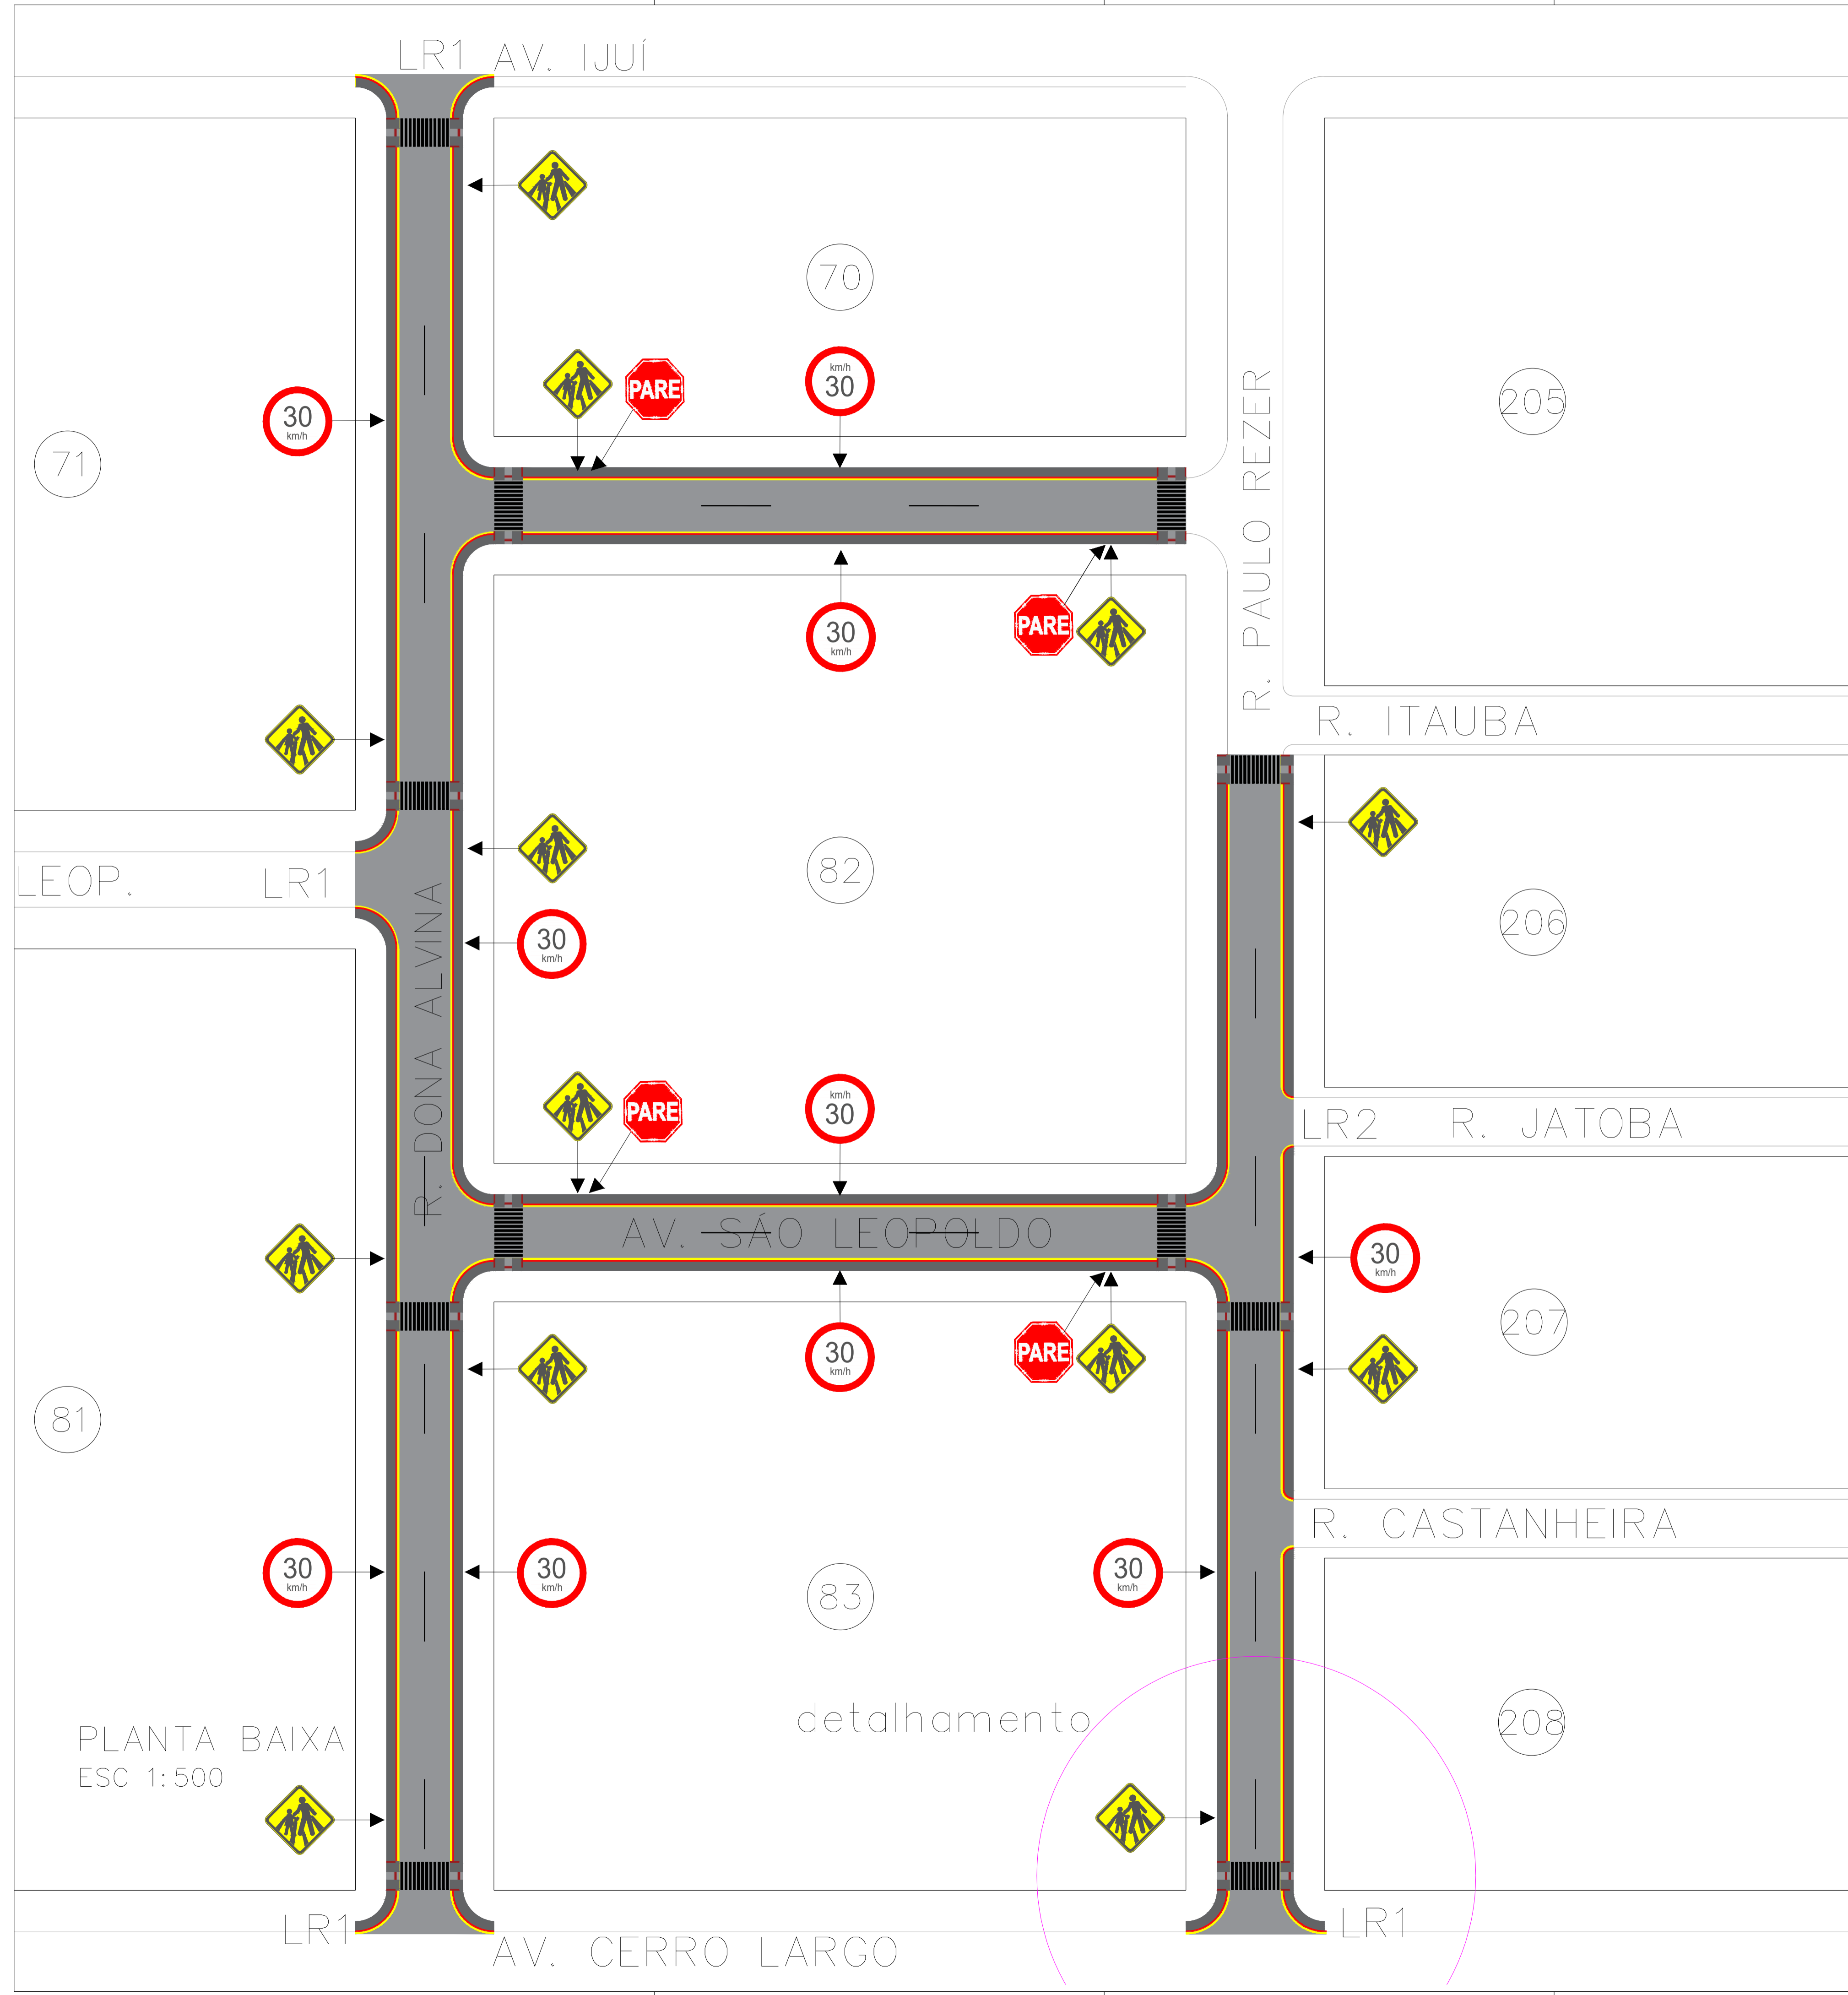 LR1 AV. IJUÍ
70
30
km/h
71
PARE
km/h
30
205
R. PAULO REZER
30
km/h
PARE
R. ITAUBA
LEOP. LR1
82
206
R. DONA ALVINA
30
km/h
PARE
km/h
30
LR2 R. JATOBA
AV. SÁO LEOPOLDO
30
km/h
PARE
30
km/h
207
81
R. CASTANHEIRA
30
km/h
30
km/h
83
30
km/h
detalhamento
208
PLANTA BAIXA
ESC 1:500
LR1
AV. CERRO LARGO
LR1